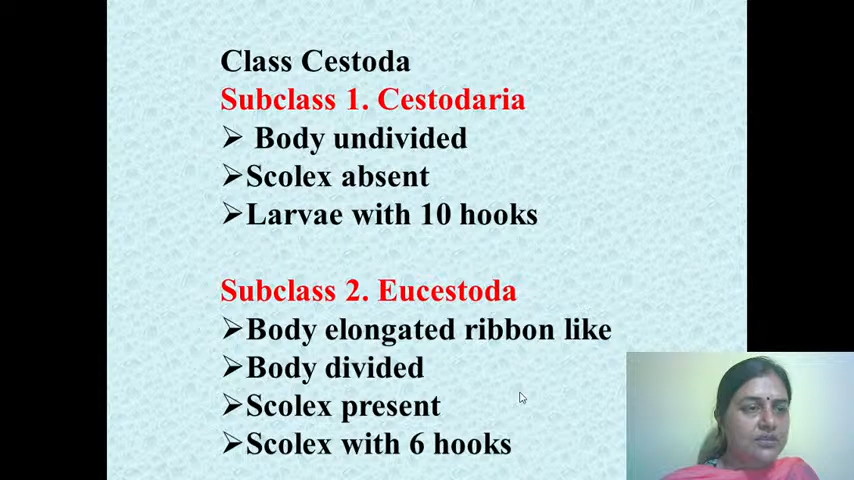 Class Cestoda
Subclass 1. Cestodaria
➢ Body undivided
➢Scolex absent
➢Larvae with 10 hooks
Subclass 2. Eucestoda
➢Body elongated ribbon like
➢Body divided
➢Scolex present
➢Scolex with 6 hooks